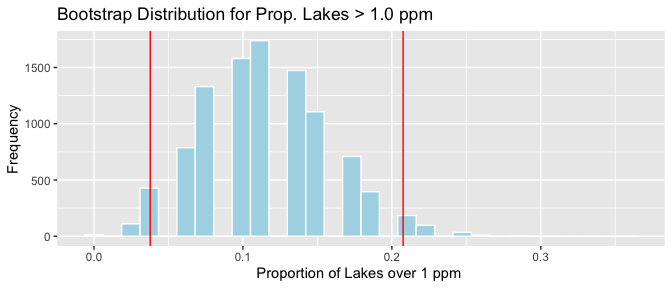 Bootstrap Distribution for Prop. Lakes > 1.0 ppm
1500
1000
500
0
Frequency
0.0 0.1 0.2 0.3
Proportion of Lakes over 1 ppm